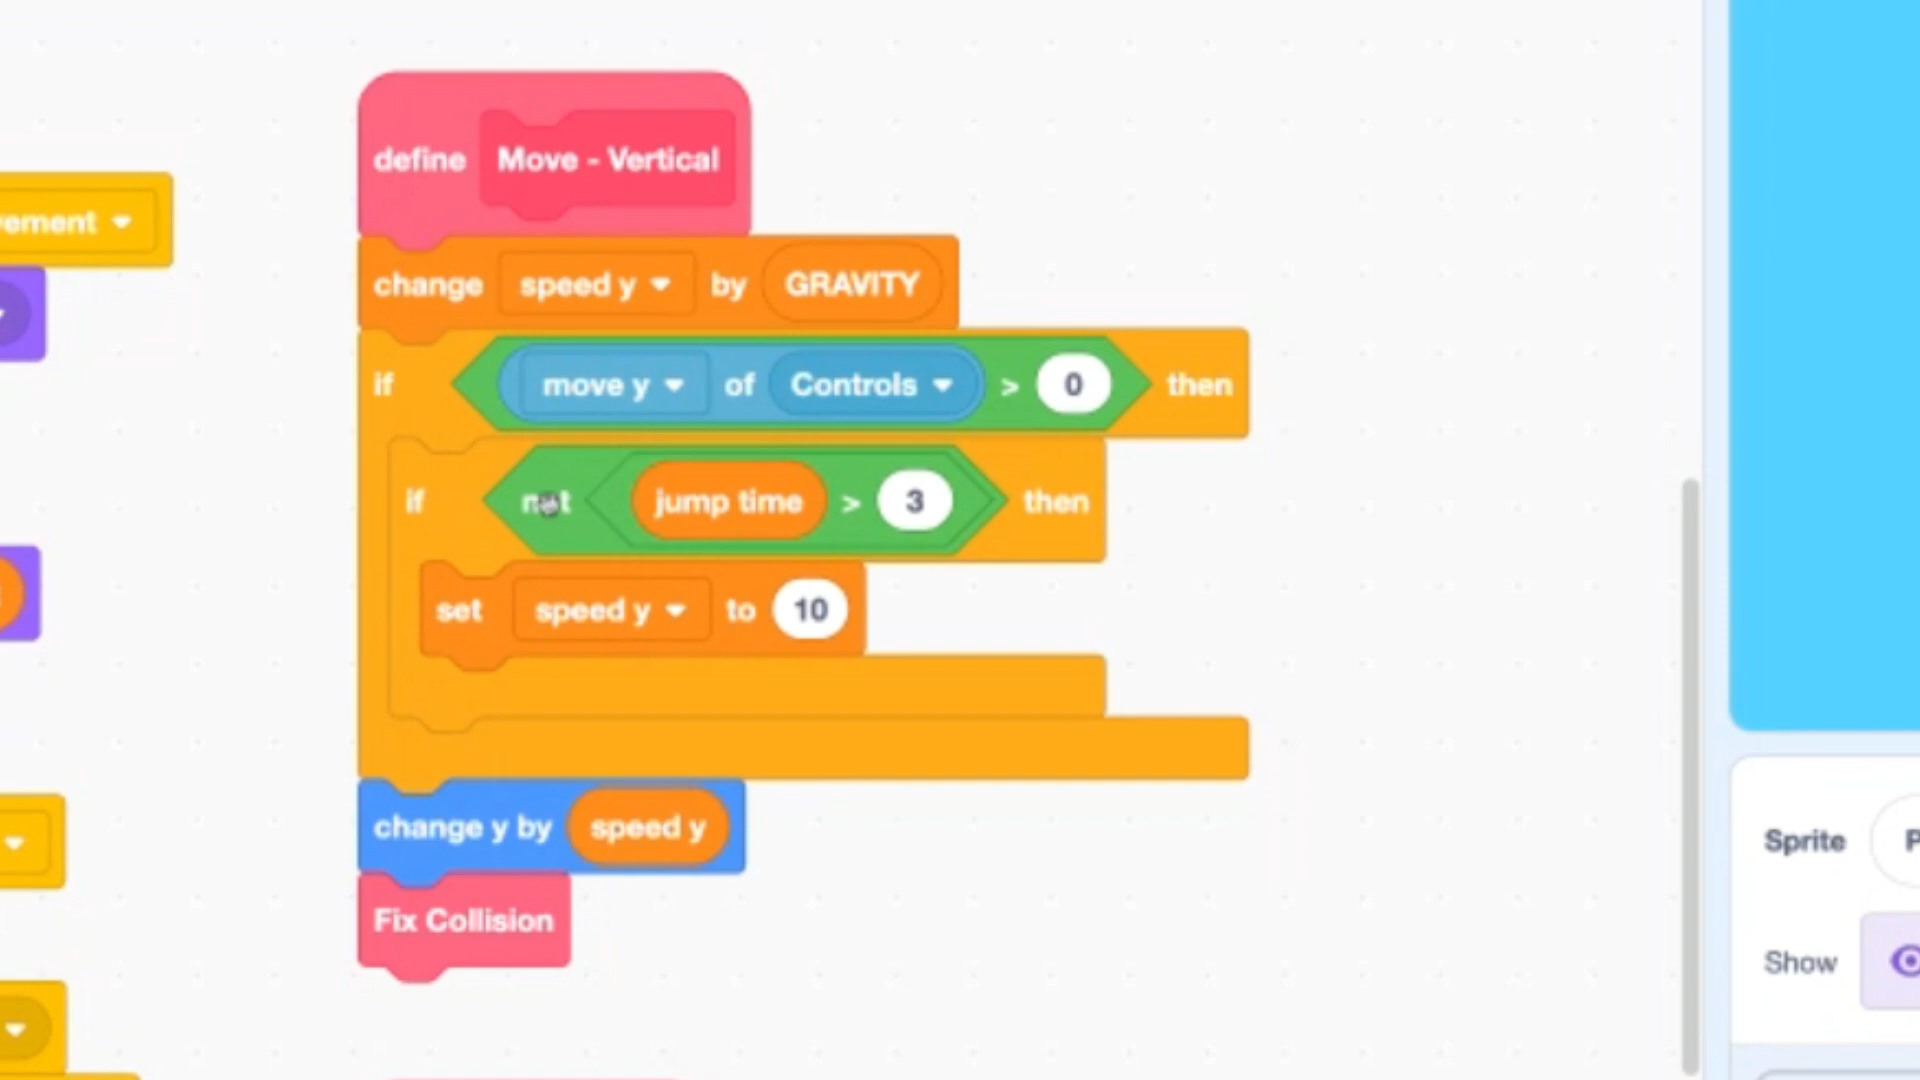 define Move - Vertical
vement
change speed y by GRAVITY
if move y of Controls > 0 then
if not jump time > 3 then
set speed y to 10
change y by speed y
Fix Collision
Sprite P
Show